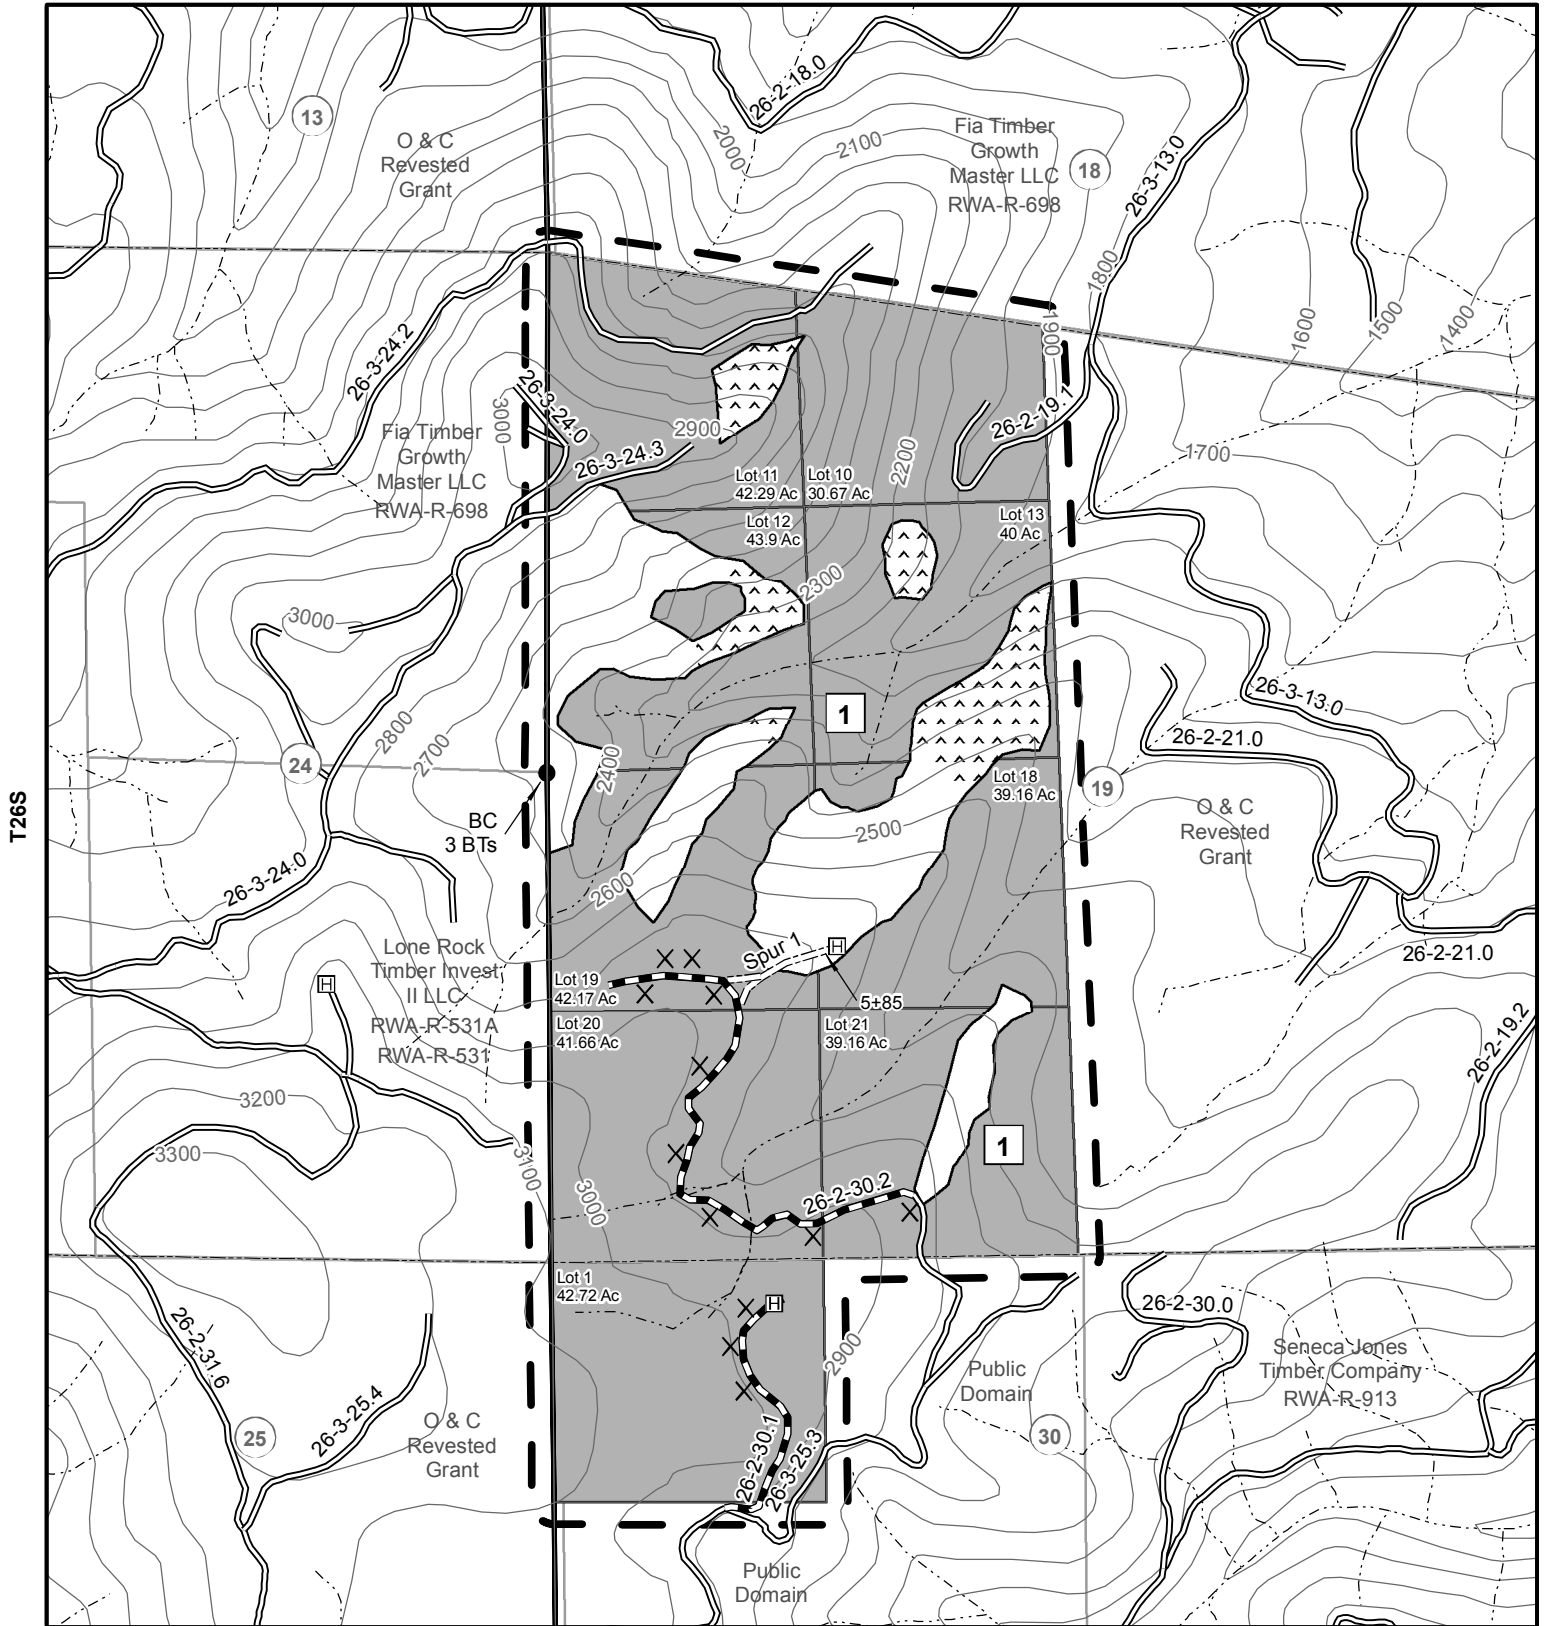 26-2-18.0
13
O & C
Revested
Grant
2000
2100
Fia Timber
Growth
Master LLC
RWA-R-698
18
26-3-13.0
1800
1900
1600
1500
1400
26-3-24.2
26-3-24.0
3000
2900
26-3-24.3
26-2-19.1
2200
1700
Fia Timber
Growth
Master LLC
RWA-R-698
Lot 11
42.29 Ac
Lot 10
30.67 Ac
Lot 12
43.9 Ac
Lot 13
40 Ac
2300
3000
1
26-3-13.0
26-2-21.0
2800
2700
24
2400
Lot 18
39.16 Ac
19
T26S
BC
3 BTs
2500
O & C
Revested
Grant
26-3-24.0
2600
Lone Rock
Timber Invest
II LLC
RWA-R-531A
RWA-R-531
H
Spur 1
H
26-2-21.0
Lot 19
42.17 Ac
5+85
Lot 20
41.66 Ac
Lot 21
39.16 Ac
26-2-19.2
3200
3300
3100
3000
1
26-2-30.2
Lot 1
42.72 Ac
H
26-2-31.6
26-3-25.4
25
O & C
Revested
Grant
2900
26-2-30.1
26-3-25.3
Public
Domain
30
26-2-30.0
Seneca Jones
Timber Company
RWA-R-913
Public
Domain